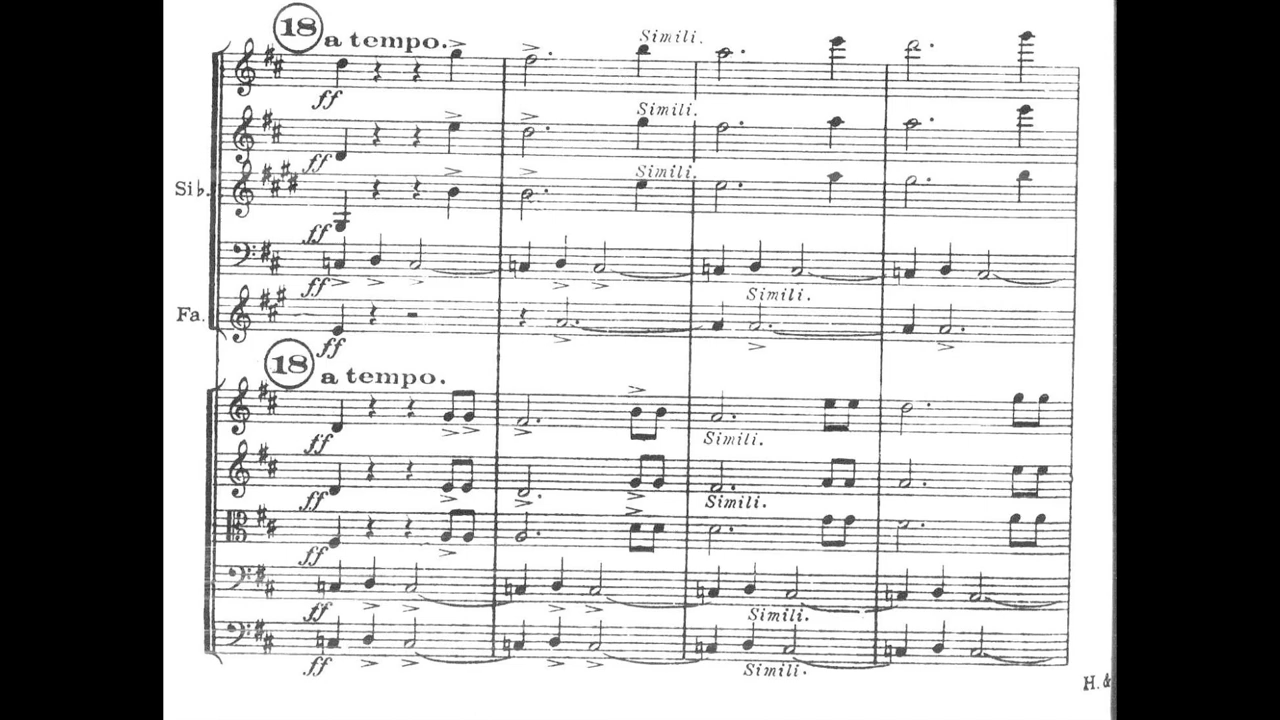 18 a tempo.
Simili.
ff
Simili.
ff
Sib.
Simili.
ff
ff
Simili.
Fa.
ff
18 a tempo.
ff
Simili.
ff
Simili.
ff
ff
Simili.
ff
Simili.
H. &